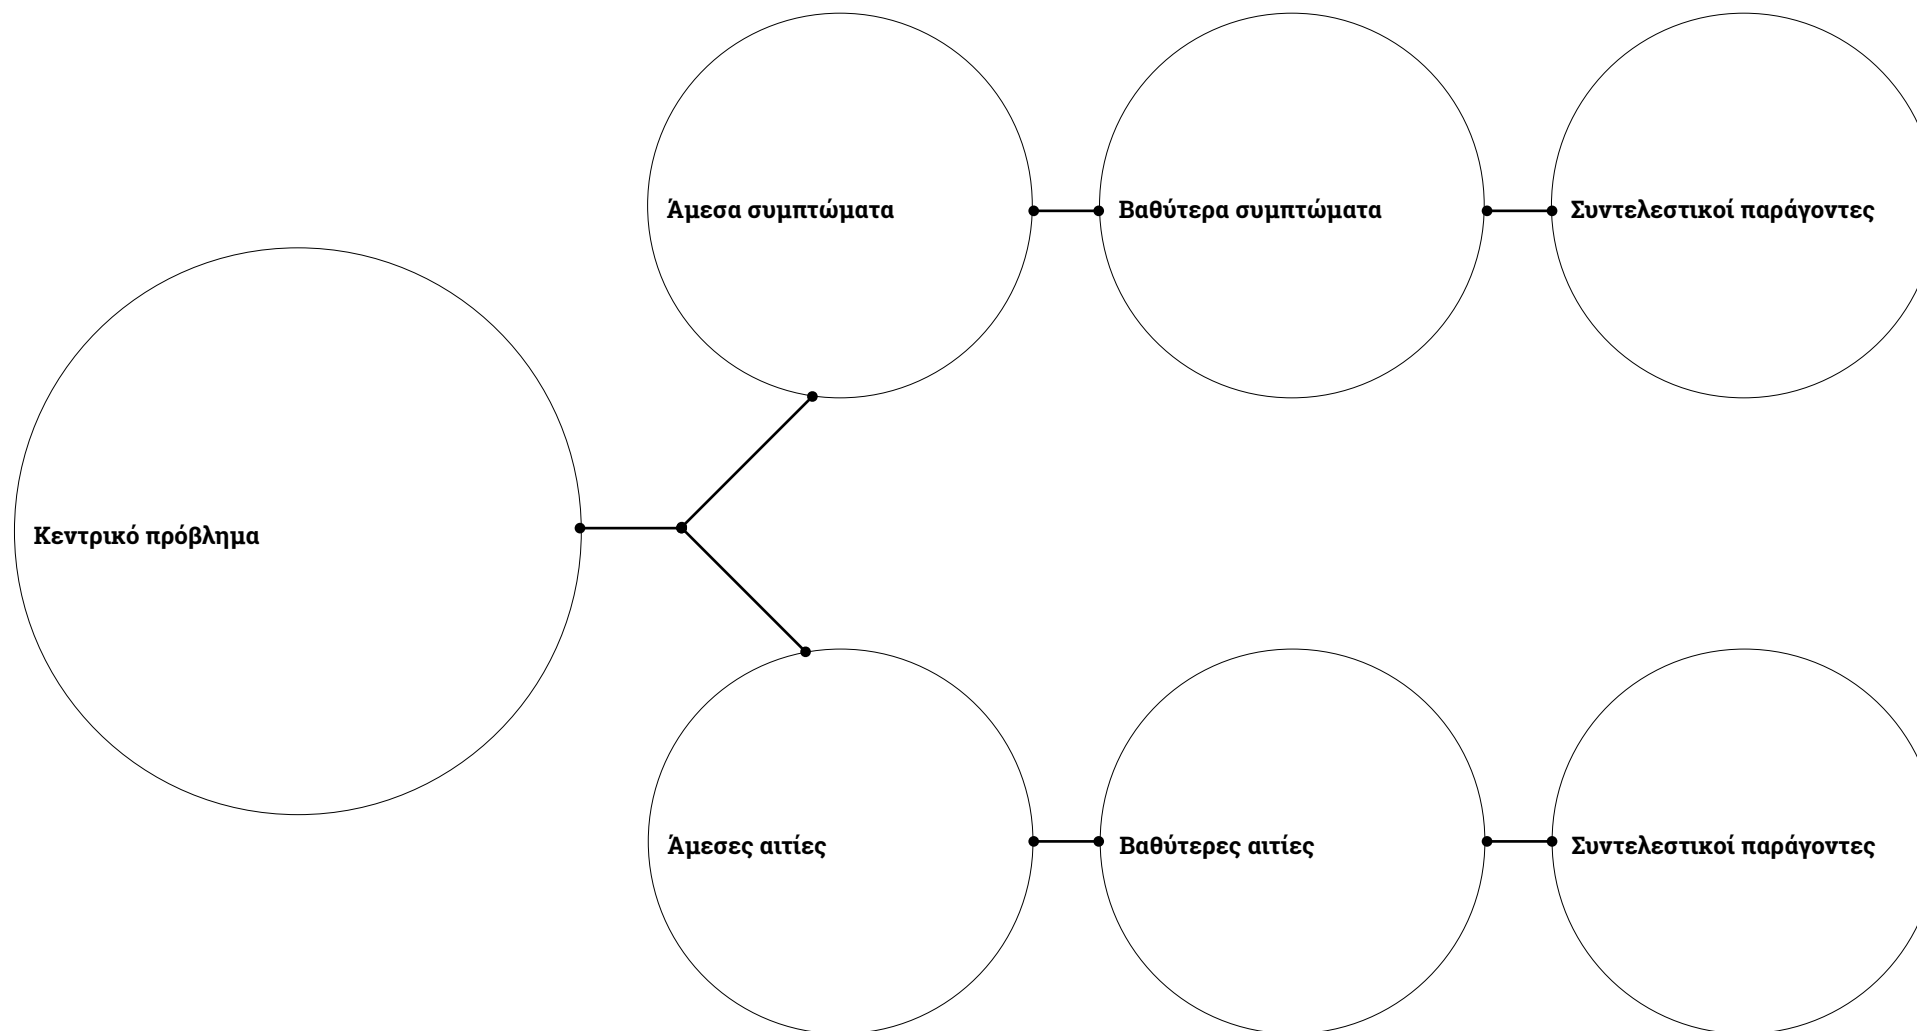 Άμεσα συμπτώματα
Βαθύτερα συμπτώματα
Συντελεστικοί παράγοντες
Κεντρικό πρόβλημα
Άμεσες αιτίες
Βαθύτερες αιτίες
Συντελεστικοί παράγοντες